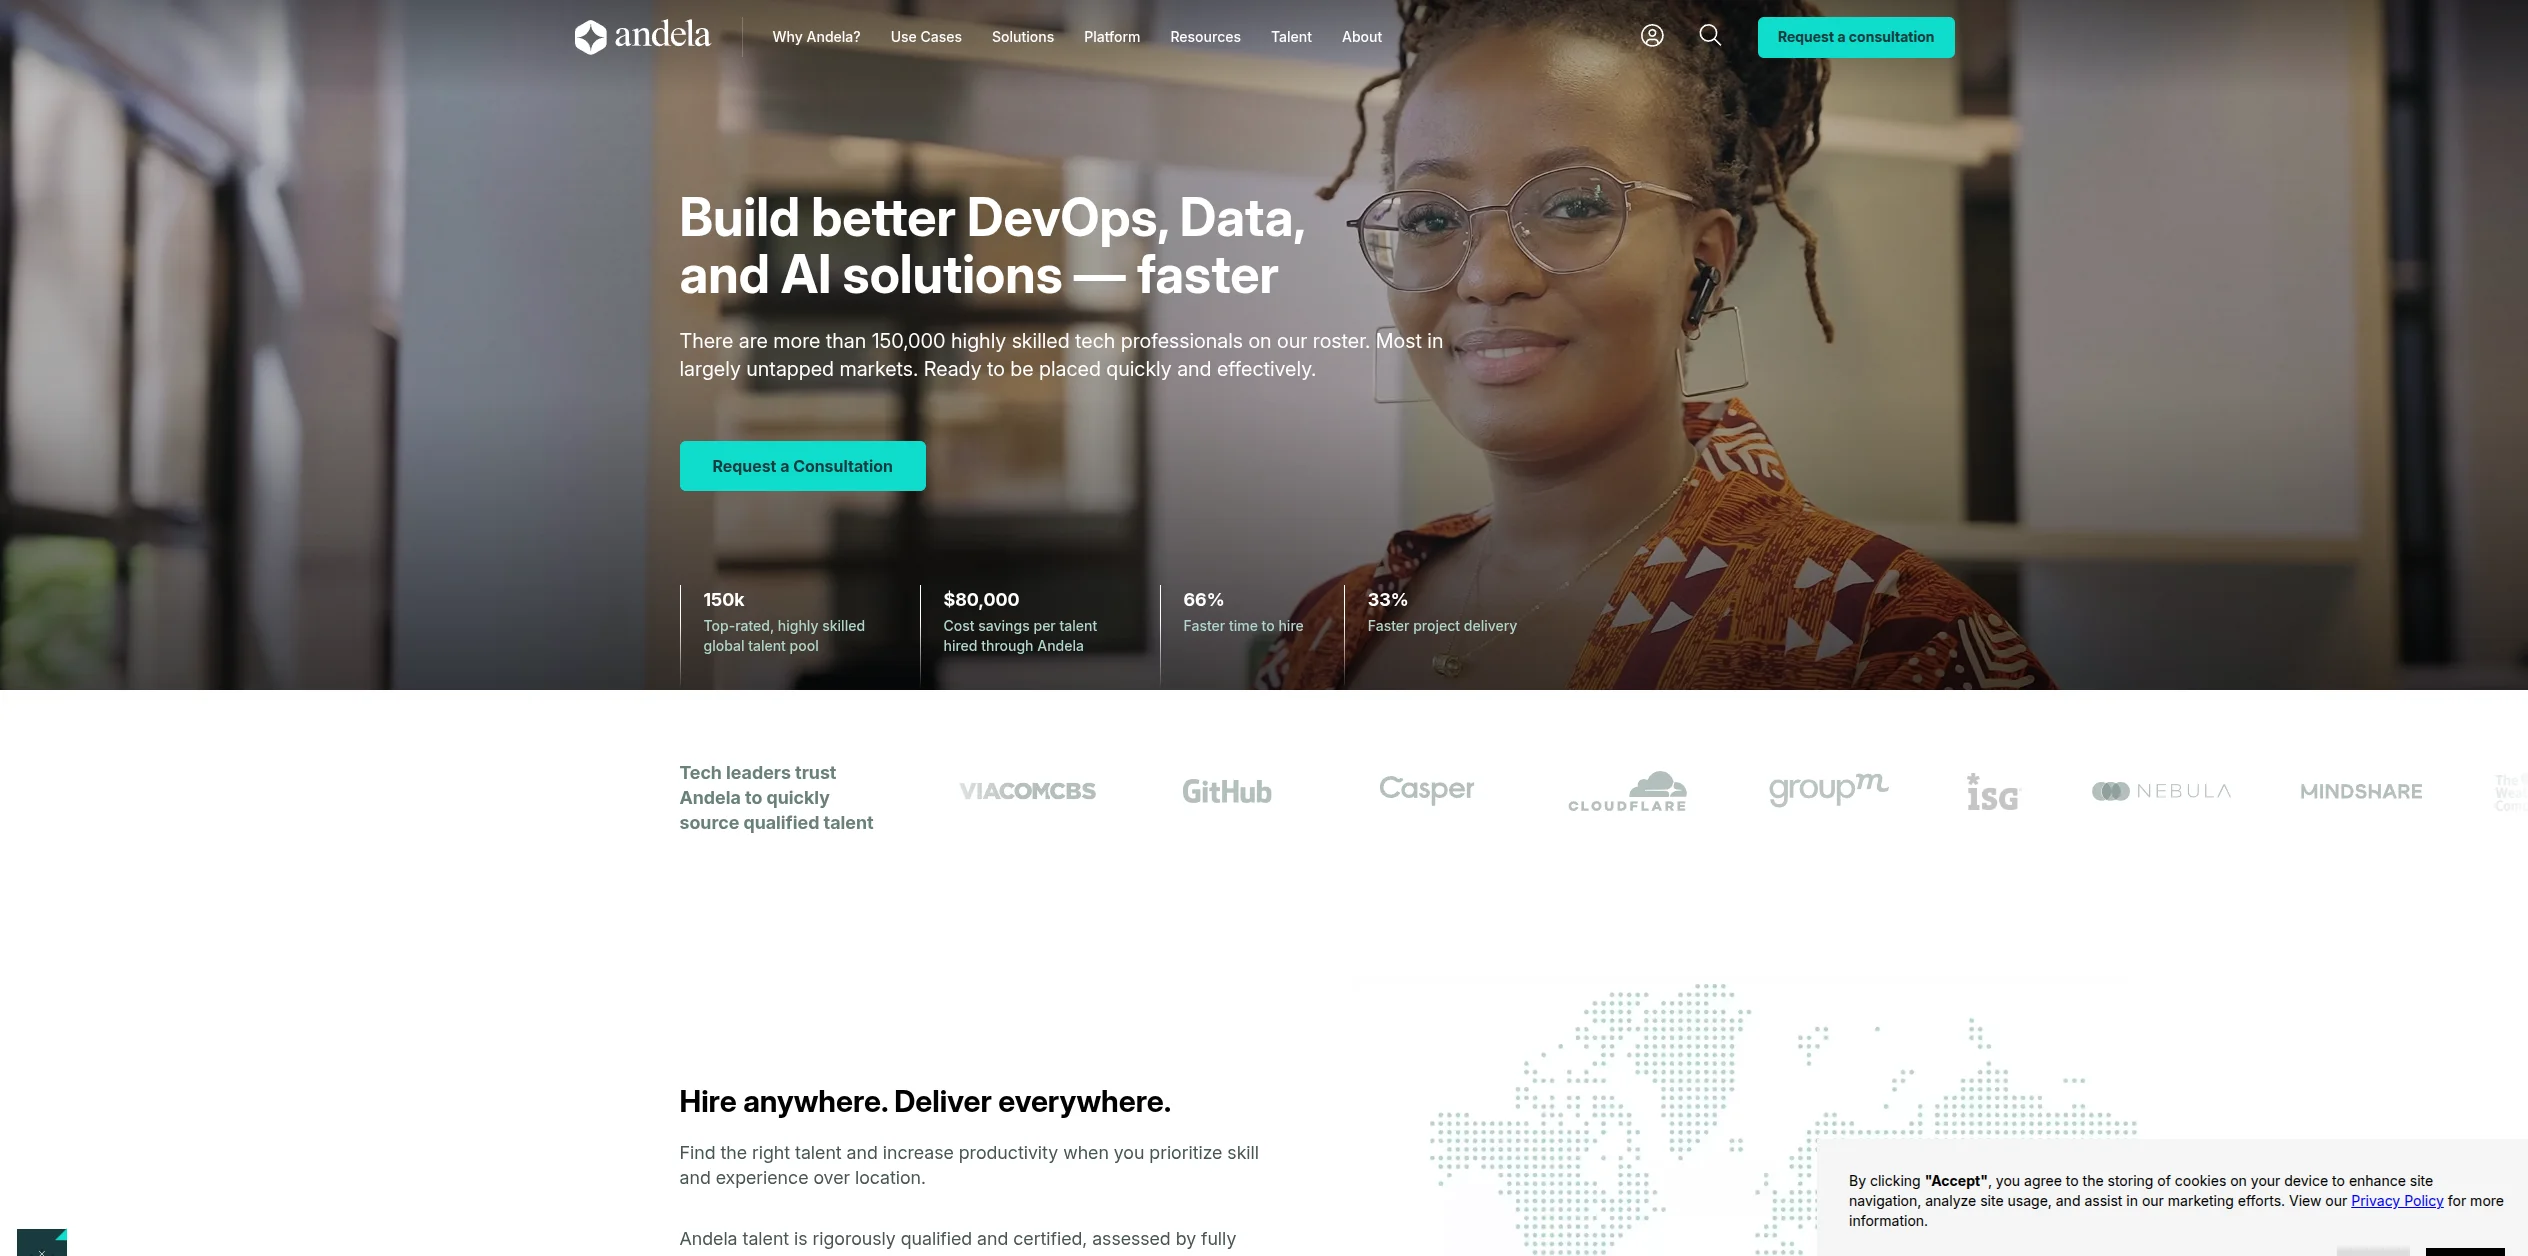 andela
Why Andela?
Use Cases
Solutions
Platform
Resources
Talent
About
Request a consultation
Build better DevOps, Data,
and AI solutions — faster
There are more than 150,000 highly skilled tech professionals on our roster. Most in
largely untapped markets. Ready to be placed quickly and effectively.
Request a Consultation
150k
Top-rated, highly skilled
global talent pool
$80,000
Cost savings per talent
hired through Andela
66%
Faster time to hire
33%
Faster project delivery
Tech leaders trust
Andela to quickly
source qualified talent
VIACOMCBS
GitHub
Casper
CLOUDFLARE
groupm
isg
NEBULA
MINDSHARE
The
Hire anywhere. Deliver everywhere.
Find the right talent and increase productivity when you prioritize skill
and experience over location.
Andela talent is rigorously qualified and certified, assessed by fully
By clicking "Accept", you agree to the storing of cookies on your device to enhance site
navigation, analyze site usage, and assist in our marketing efforts. View our Privacy Policy for more
information.